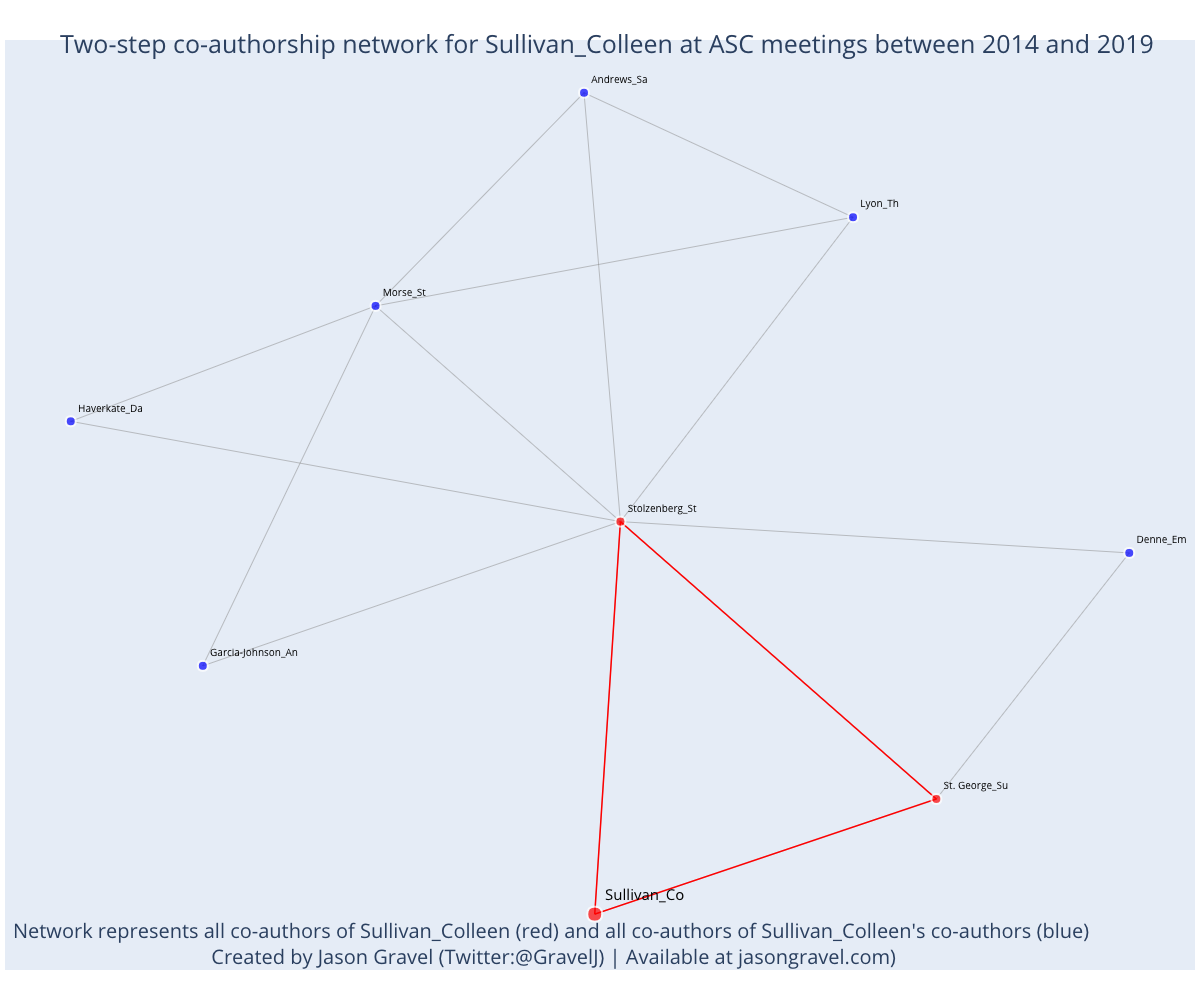 Two-step co-authorship network for Sullivan_Colleen at ASC meetings between 2014 and 2019
Andrews_Sa
Lyon_Th
Morse_St
Haverkate_Da
Stolzenberg_St
Denne_Em
Garcia-Johnson_An
St. George_Su
Sullivan_Co
Network represents all co-authors of Sullivan_Colleen (red) and all co-authors of Sullivan_Colleen's co-authors (blue)
Created by Jason Gravel (Twitter:@GravelJ) | Available at jasongravel.com)